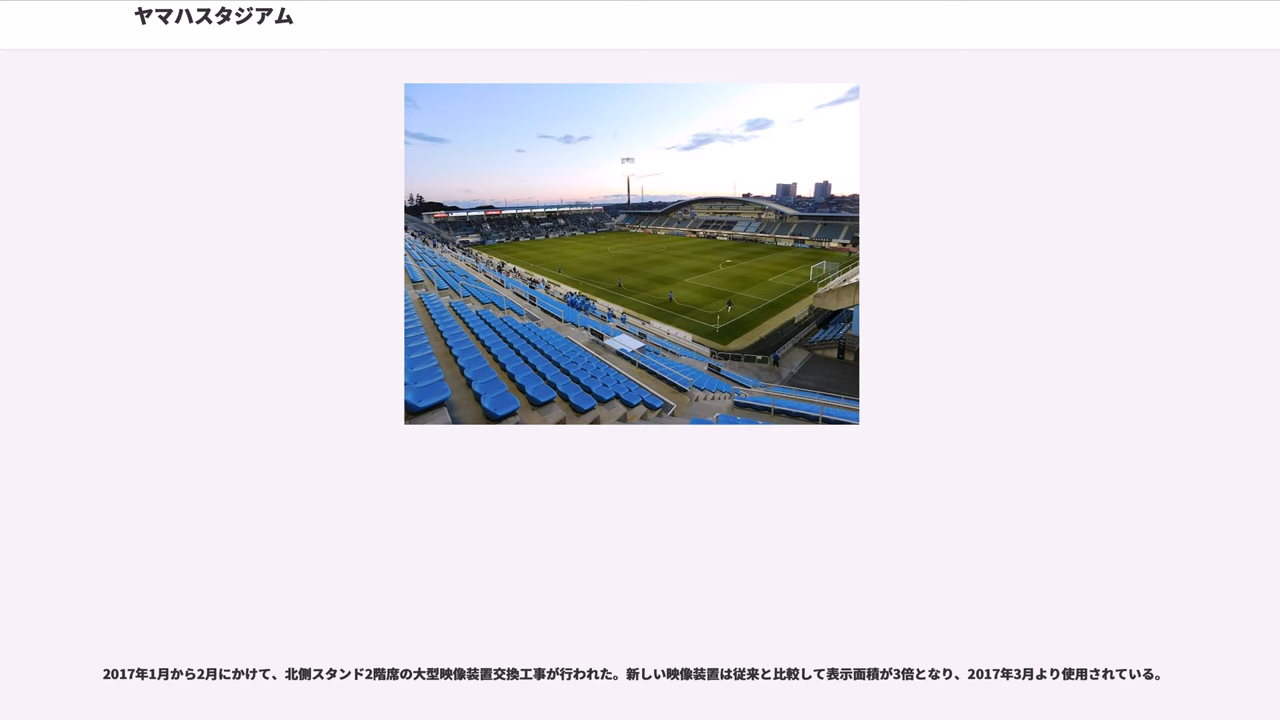 ヤマハスタジアム
2017年1月から2月にかけて、北側スタンド2階席の大型映像装置交換工事が行われた。新しい映像装置は従来と比較して表示面積が3倍となり、2017年3月より使用されている。